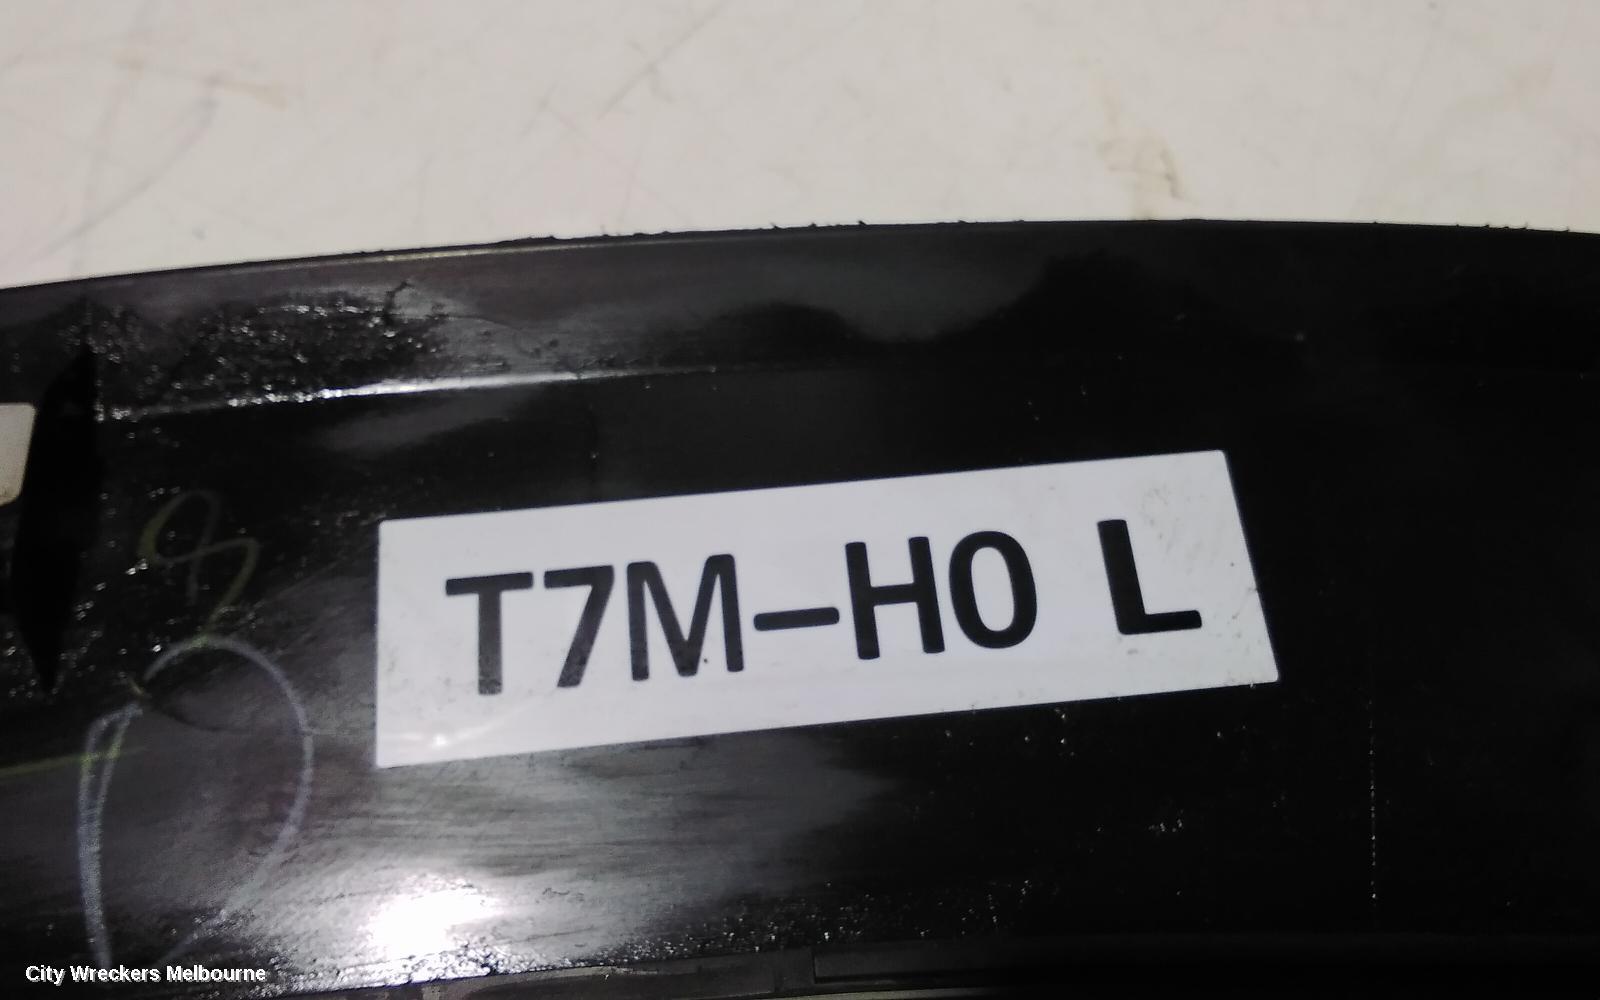 T7M-H0 L
City Wreckers Melbourne